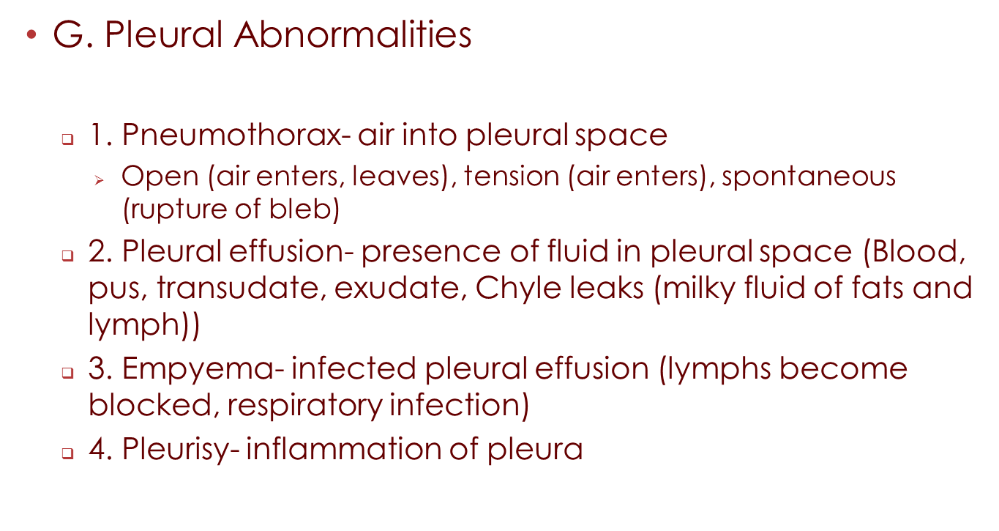 • G. Pleural Abnormalities
❑ 1. Pneumothorax- air into pleural space
➢ Open (air enters, leaves), tension (air enters), spontaneous
(rupture of bleb)
❑ 2. Pleural effusion- presence of fluid in pleural space (Blood,
pus, transudate, exudate, Chyle leaks (milky fluid of fats and
lymph))
❑ 3. Empyema- infected pleural effusion (lymphs become
blocked, respiratory infection)
❑ 4. Pleurisy- inflammation of pleura